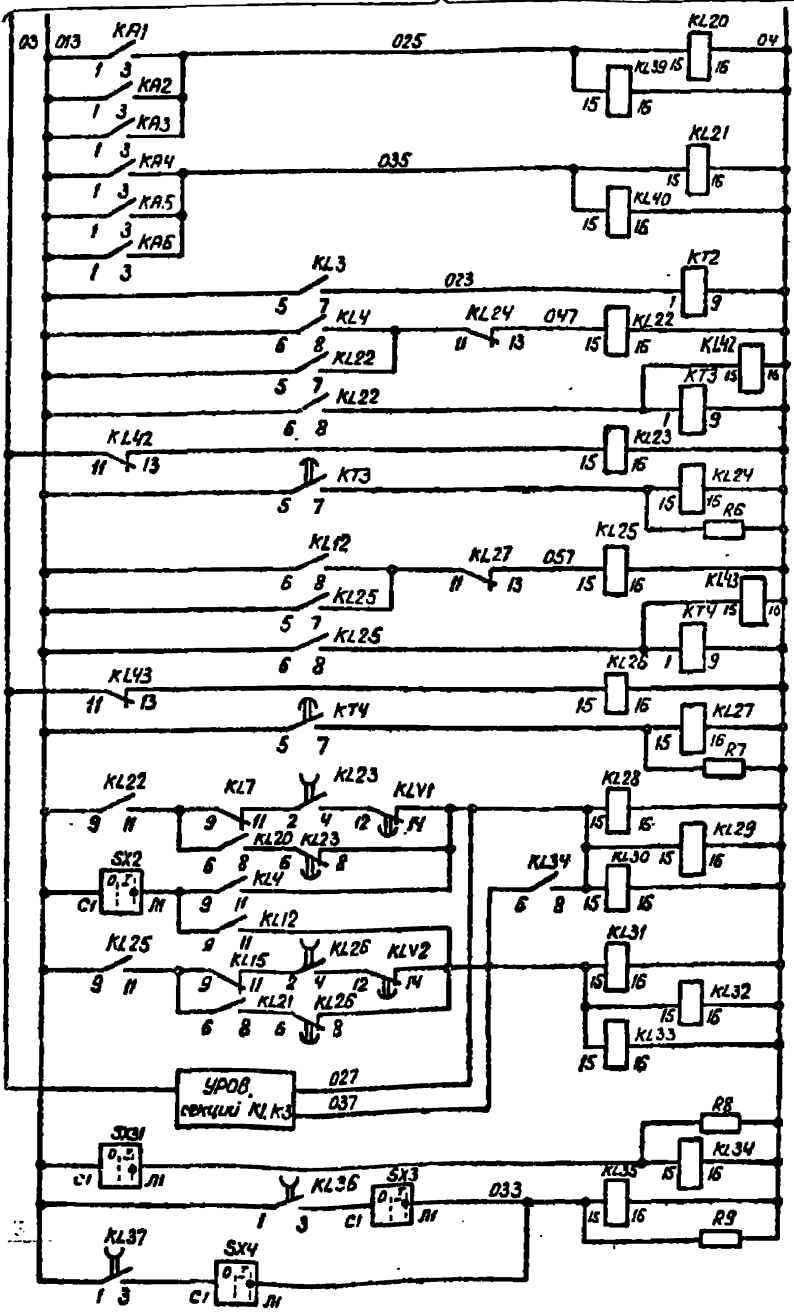 03 013 KA1 025 KL20 04
1 3 KL39 15 16
KA2 15 16
1 3 KA3
1 3 KA4 035 KL21
1 3 KA5 KL40 15 16
1 3 KA6 15 16
1 3
KL3 023 KT2
5 7 1 9
KL4 KL24 047 KL22
6 8 11 13 15 16 KL42
KL22 15 16
5 7 KL22 KT3
6 8 1 9
KL42 KL23
11 13 15 16
KT3 KL24
5 7 15 15
R6
KL12 KL27 057 KL25
6 8 11 13 15 16 KL43
KL25 15 16
5 7 KL25 KT4
6 8 1 9
KL43 KL26
11 13 15 16
KT4 KL27
5 7 15 16
R7
KL22 KL7 KL23 KLV1 KL28
9 11 9 11 2 4 12 14 15 16
KL20 KL23 KL29
6 8 6 8 15 16
SX2 KL4 KL34 KL30
0 I
C1 Л1 9 11 6 8 15 16
KL12
9 11
KL25 KL15 KL26 KLV2 KL31
9 11 9 11 2 4 12 14 15 16
KL21 KL26 KL32
6 8 6 8 15 16
KL33
15 16
УРОВ. 027
секций KLK3 037
R8
SX31 KL34
0 I
C1 Л1 15 16
KL36 SX3 033 KL35
0 I
1 3 C1 Л1 15 16
R9
KL37 SX4
0 I
1 3 C1 Л1